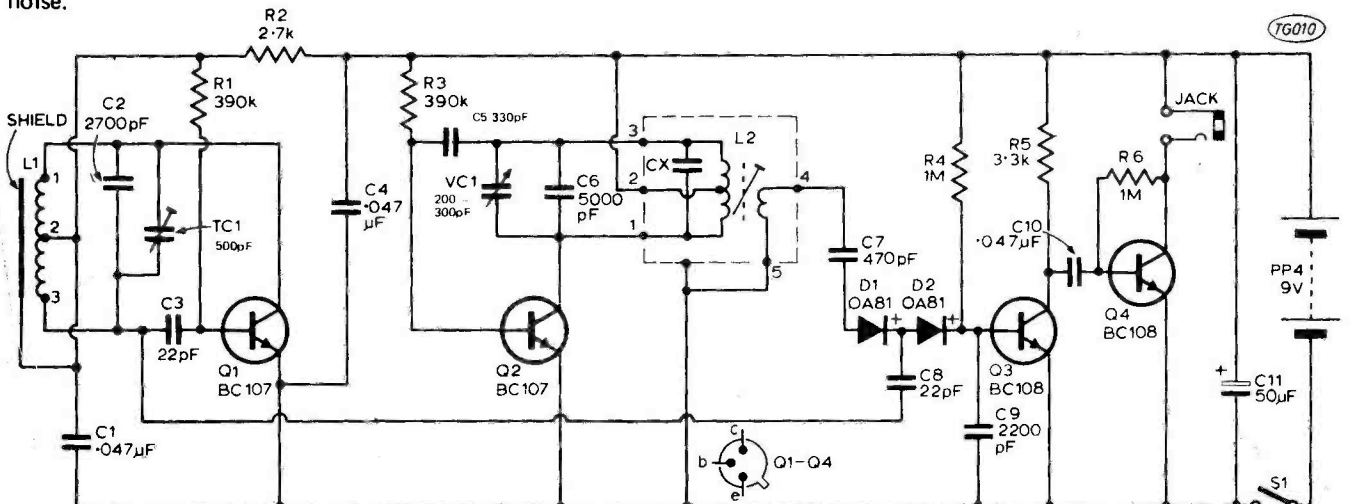 noise.
TG010
R2
2·7k
R1
390k
C2
2700pF
SHIELD
L1
1
2
3
TC1
500pF
C3
22pF
Q1
BC107
C1
·047µF
C4
·047
µF
R3
390k
C5 330pF
VC1
200 –
300pF
C6
5000
pF
Q2
BC107
3
2
1
CX
L2
4
5
C7
470pF
D1
OA81
D2
OA81
+
+
C8
22pF
R4
1M
R5
3·3k
C9
2200
pF
Q3
BC108
C10
·047µF
R6
1M
JACK
Q4
BC108
PP4
9V
+
C11
50µF
S1
c
b
e
Q1–Q4